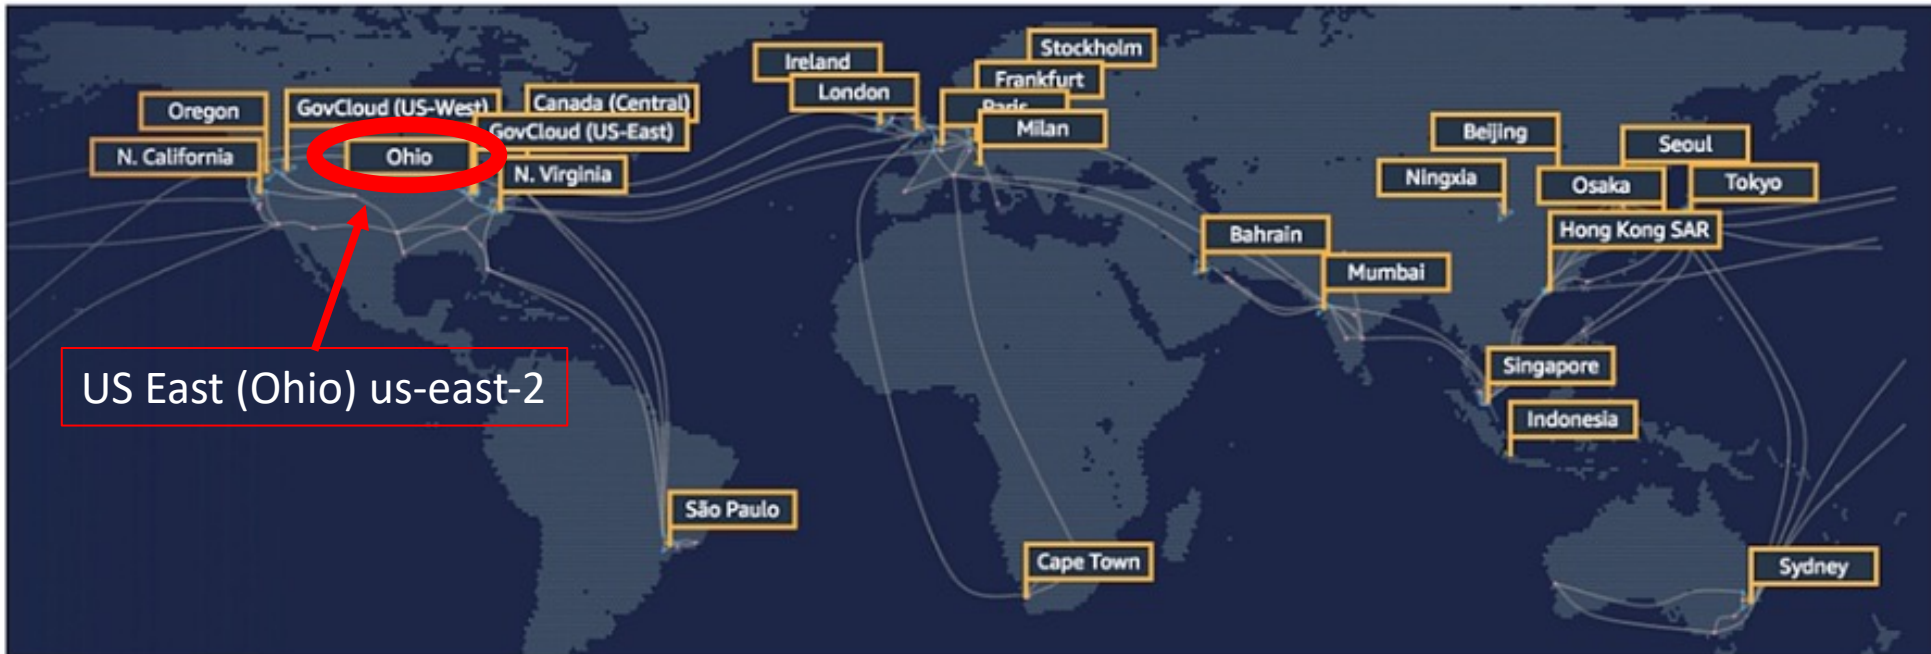 Stockholm
Ireland
Frankfurt
London
Paris
Milan
Oregon
GovCloud (US-West)
Canada (Central)
GovCloud (US-East)
N. California
Ohio
N. Virginia
Beijing
Seoul
Ningxia
Osaka
Tokyo
Bahrain
Hong Kong SAR
Mumbai
US East (Ohio) us-east-2
Singapore
Indonesia
São Paulo
Cape Town
Sydney